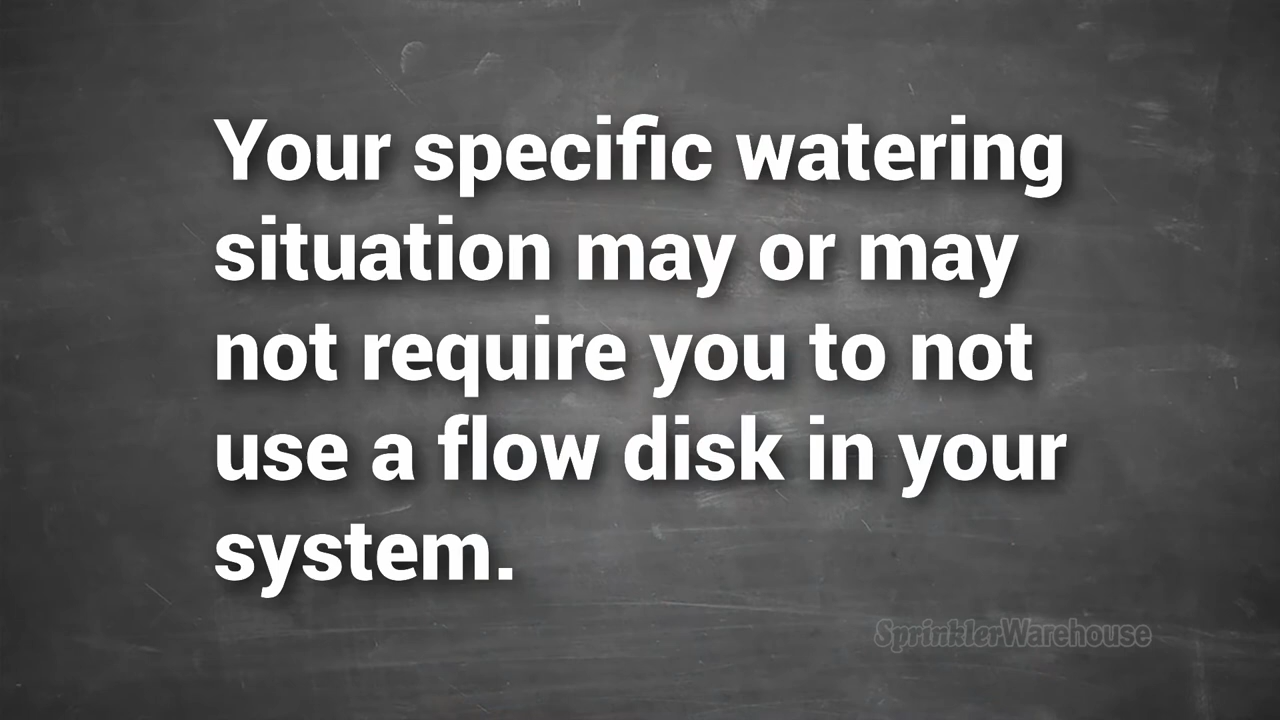 Your specific watering
situation may or may
not require you to not
use a flow disk in your
system.
SprinklerWarehouse